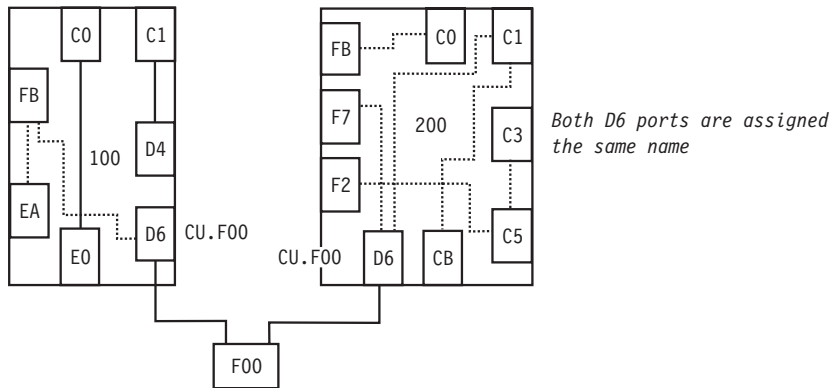 C0
C1
FB
100
D4
EA
D6
CU.F00
E0
FB
C0
C1
F7
200
C3
F2
C5
CU.F00
D6
CB
Both D6 ports are assigned
the same name
F00